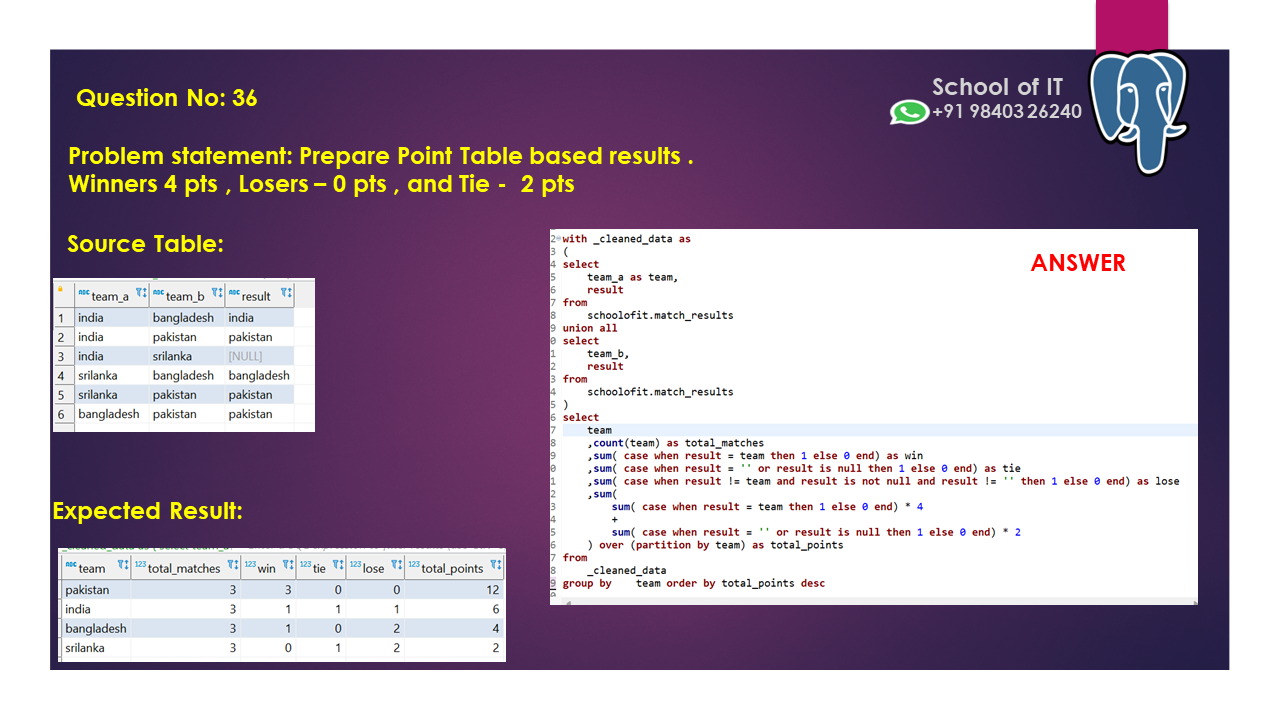 Question No: 36
School of IT
+91 98403 26240
Problem statement: Prepare Point Table based results .
Winners 4 pts , Losers – 0 pts , and Tie -  2 pts
Source Table:
team_a team_b result
1 india bangladesh india
2 india pakistan pakistan
3 india srilanka [NULL]
4 srilanka bangladesh bangladesh
5 srilanka pakistan pakistan
6 bangladesh pakistan pakistan
Expected Result:
team total_matches win tie lose total_points
pakistan 3 3 0 0 12
india 3 1 1 1 6
bangladesh 3 1 0 2 4
srilanka 3 0 1 2 2
ANSWER
2 with _cleaned_data as
3 (
4 select
5 team_a as team,
6 result
7 from
8 schoolofit.match_results
9 union all
0 select
1 team_b,
2 result
3 from
4 schoolofit.match_results
5 )
6 select
7 team
8 ,count(team) as total_matches
9 ,sum( case when result = team then 1 else 0 end) as win
0 ,sum( case when result = '' or result is null then 1 else 0 end) as tie
1 ,sum( case when result != team and result is not null and result != '' then 1 else 0 end) as lose
2 ,sum(
3 sum( case when result = team then 1 else 0 end) * 4
4 +
5 sum( case when result = '' or result is null then 1 else 0 end) * 2
6 ) over (partition by team) as total_points
7 from
8 _cleaned_data
9 group by    team order by total_points desc